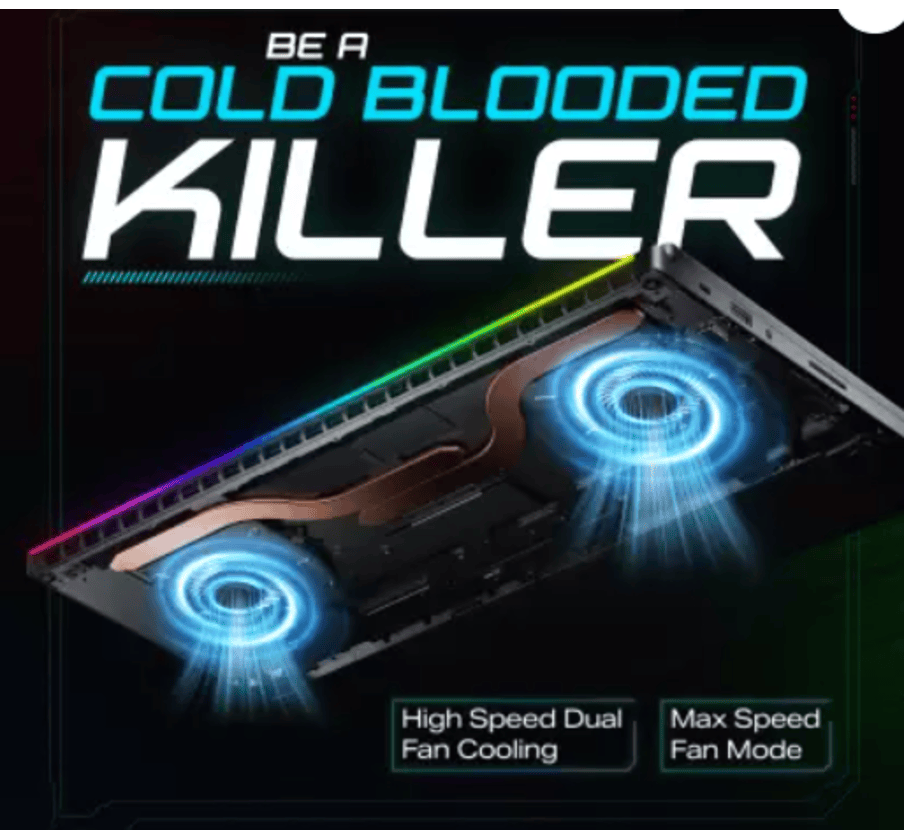 BE A
COLD BLOODED
KILLER
High Speed Dual
Fan Cooling
Max Speed
Fan Mode